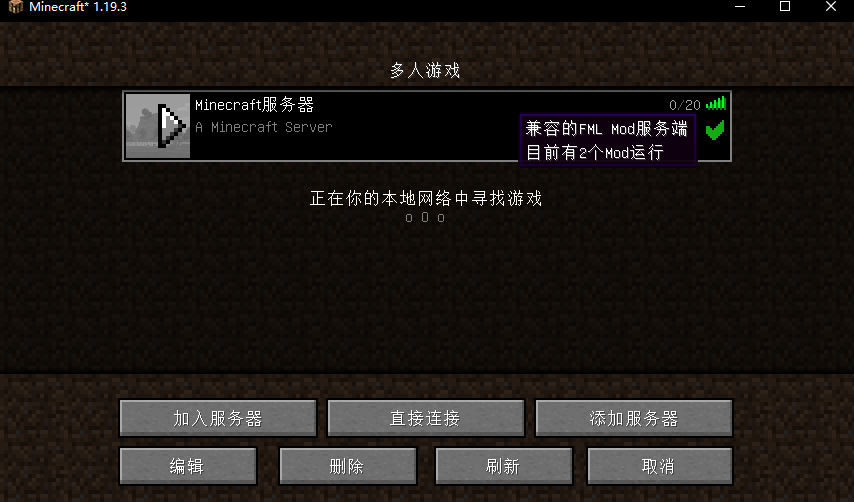 Minecraft* 1.19.3
多人游戏
Minecraft服务器
0/20
A Minecraft Server
兼容的FML Mod服务端
目前有2个Mod运行
正在你的本地网络中寻找游戏
o O o
加入服务器
直接连接
添加服务器
编辑
删除
刷新
取消